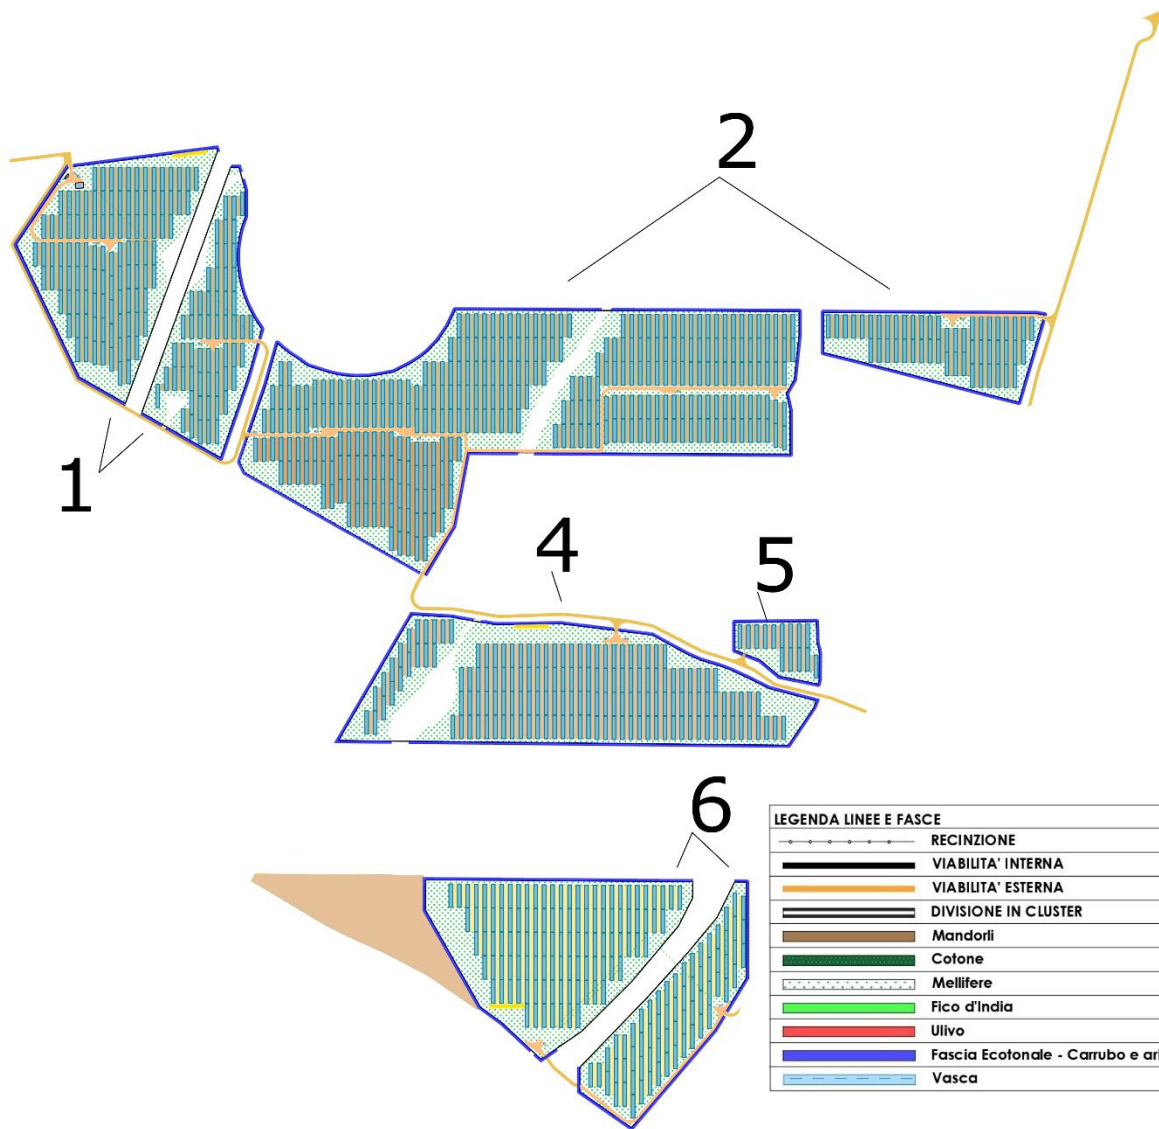 2
1
4
5
6
LEGENDA LINEE E FASCE
RECINZIONE
VIABILITA' INTERNA
VIABILITA' ESTERNA
DIVISIONE IN CLUSTER
Mandorli
Cotone
Mellifere
Fico d'India
Ulivo
Fascia Ecotonale - Carrubo e
Vasca